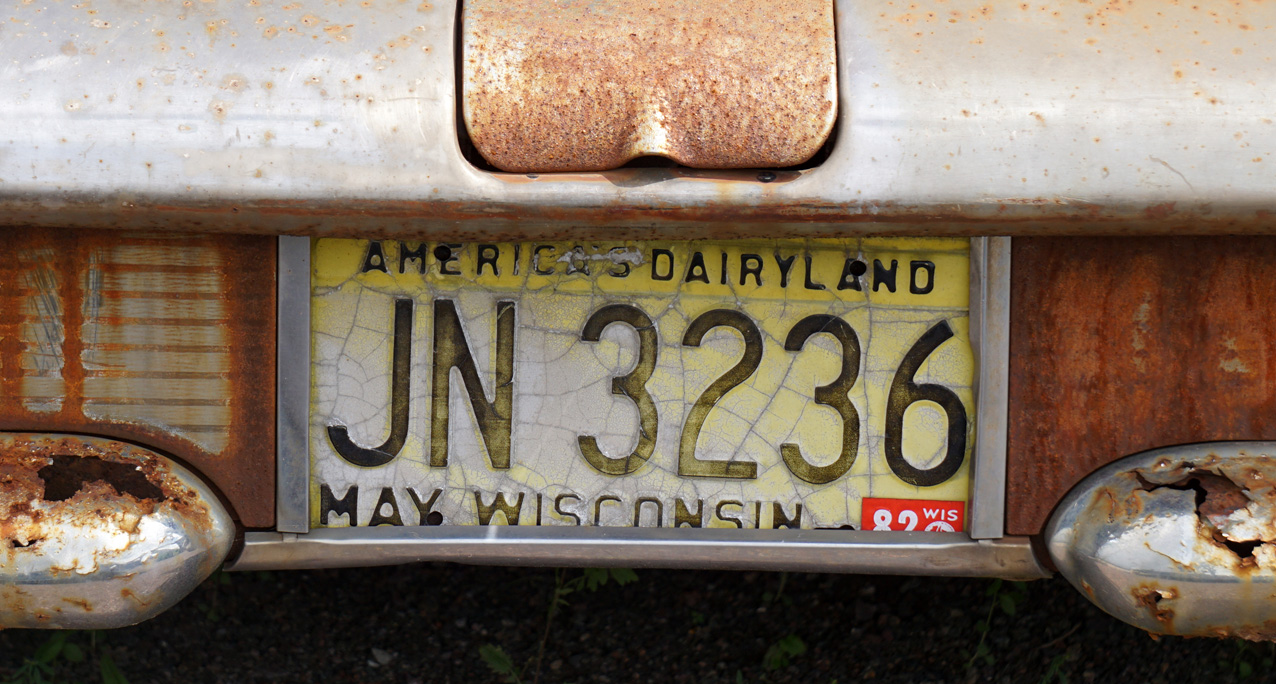 AMERICA'S DAIRYLAND
JN 3236
MAY WISCONSIN
82 WIS